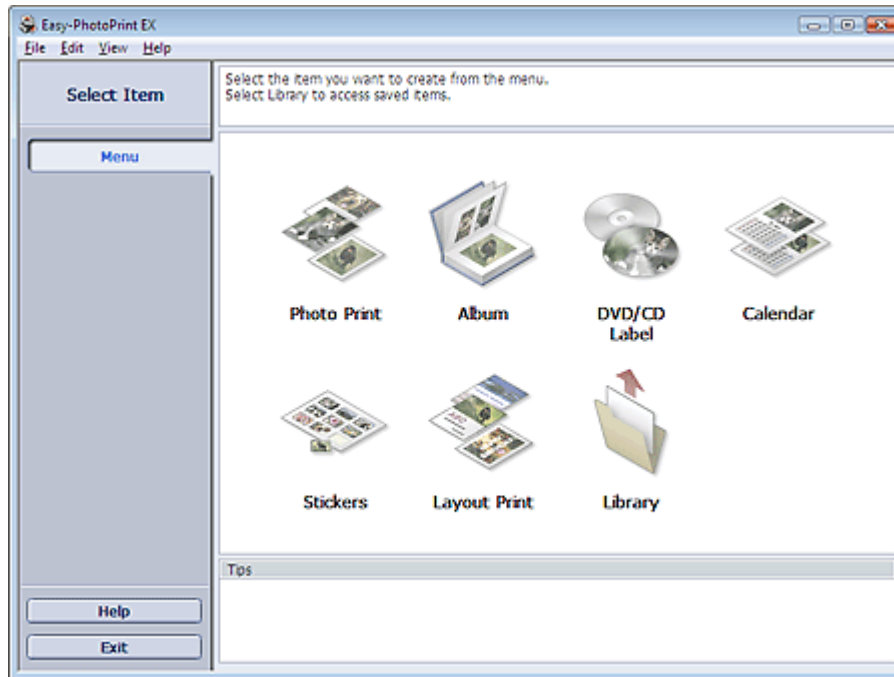 Easy-PhotoPrint EX
File Edit View Help
Select Item
Select the item you want to create from the menu.
Select Library to access saved items.
Menu
Photo Print
Album
DVD/CD
Label
Calendar
Stickers
Layout Print
Library
Tips
Help
Exit